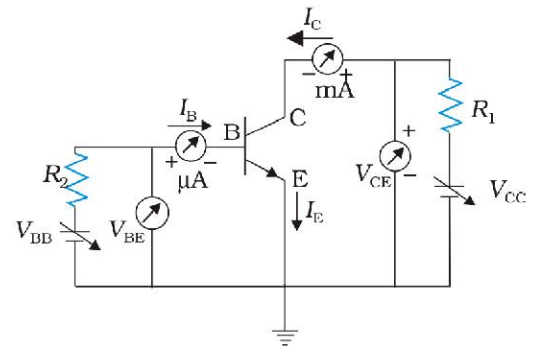 I_C
− +
mA
I_B
B
C
R_1
+ −
µA
+
V_CE
−
R_2
E
V_CC
V_BB
V_BE
I_E